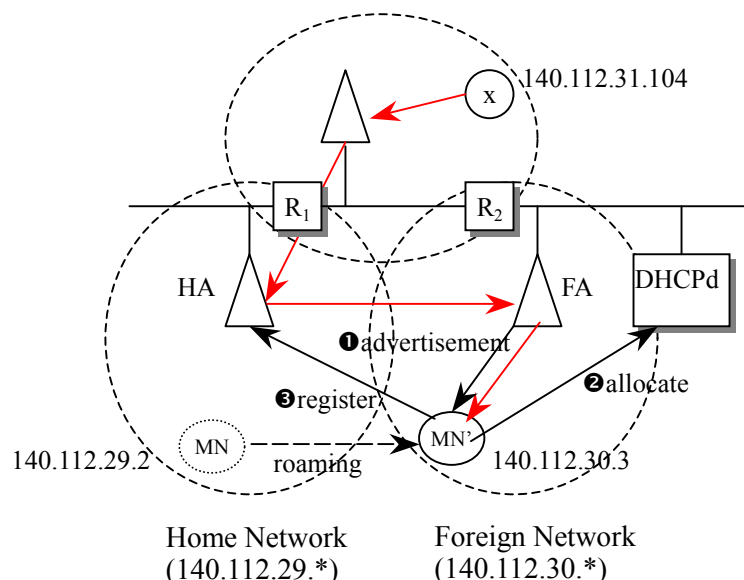 x
140.112.31.104
R1
R2
HA
FA
DHCPd
❶advertisement
❷allocate
❸register
MN
MN’
140.112.29.2
roaming
140.112.30.3
Home Network
(140.112.29.*)
Foreign Network
(140.112.30.*)